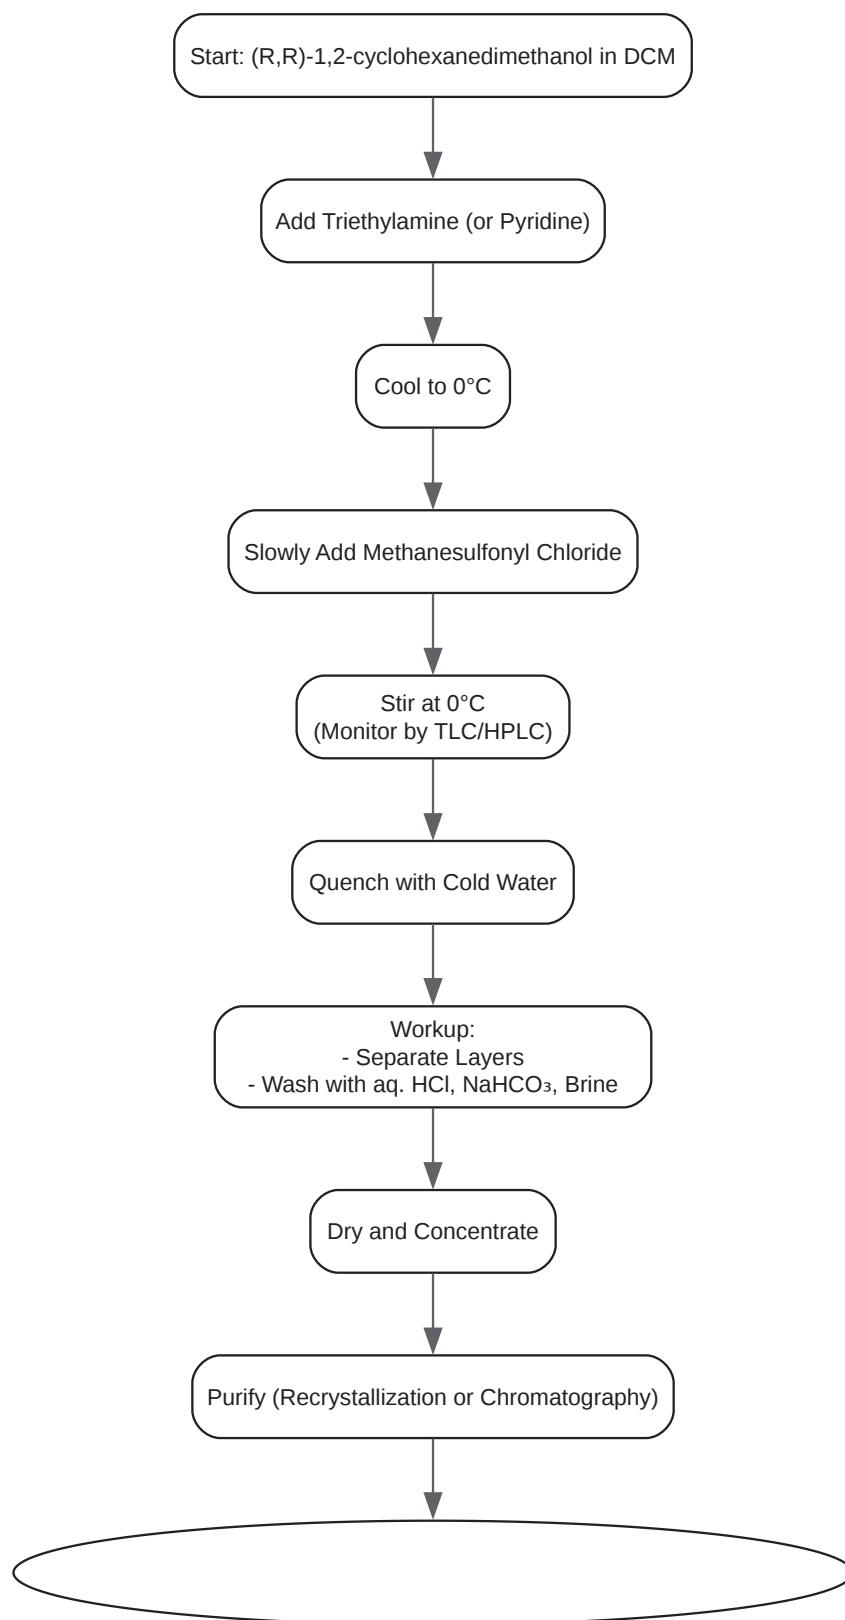 Start: (R,R)-1,2-cyclohexanedimethanol in DCM
Add Triethylamine (or Pyridine)
Cool to 0°C
Slowly Add Methanesulfonyl Chloride
Stir at 0°C
(Monitor by TLC/HPLC)
Quench with Cold Water
Workup:
- Separate Layers
- Wash with aq. HCl, NaHCO₃, Brine
Dry and Concentrate
Purify (Recrystallization or Chromatography)